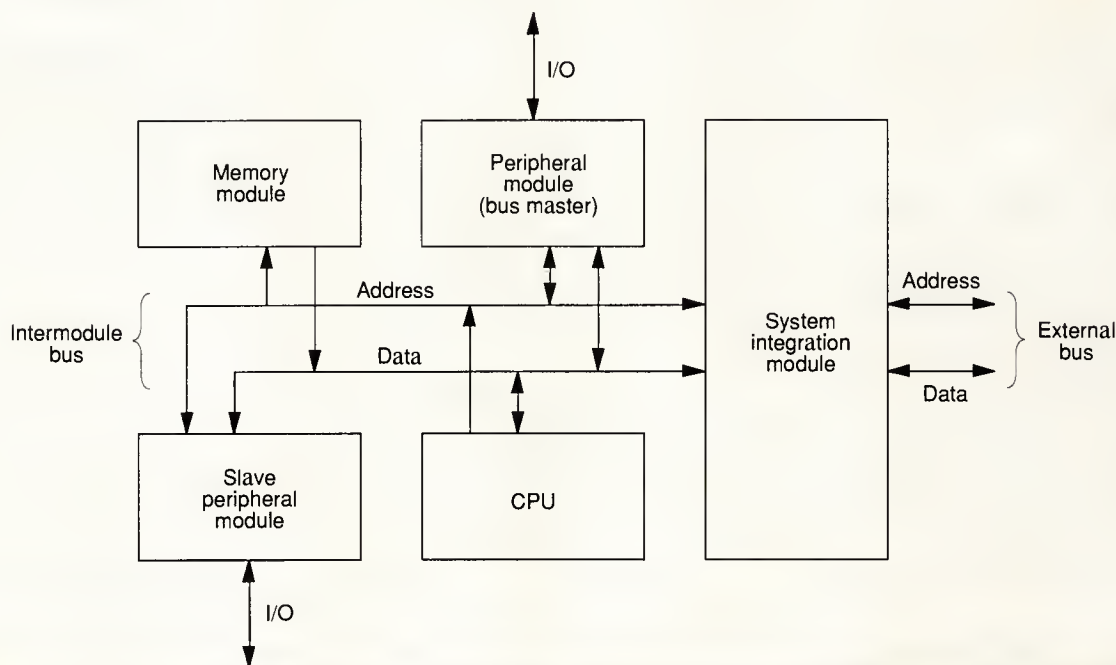 I/O
Memory
module
Peripheral
module
(bus master)
Address
Intermodule
bus
Data
System
integration
module
Address
Data
External
bus
Slave
peripheral
module
CPU
I/O